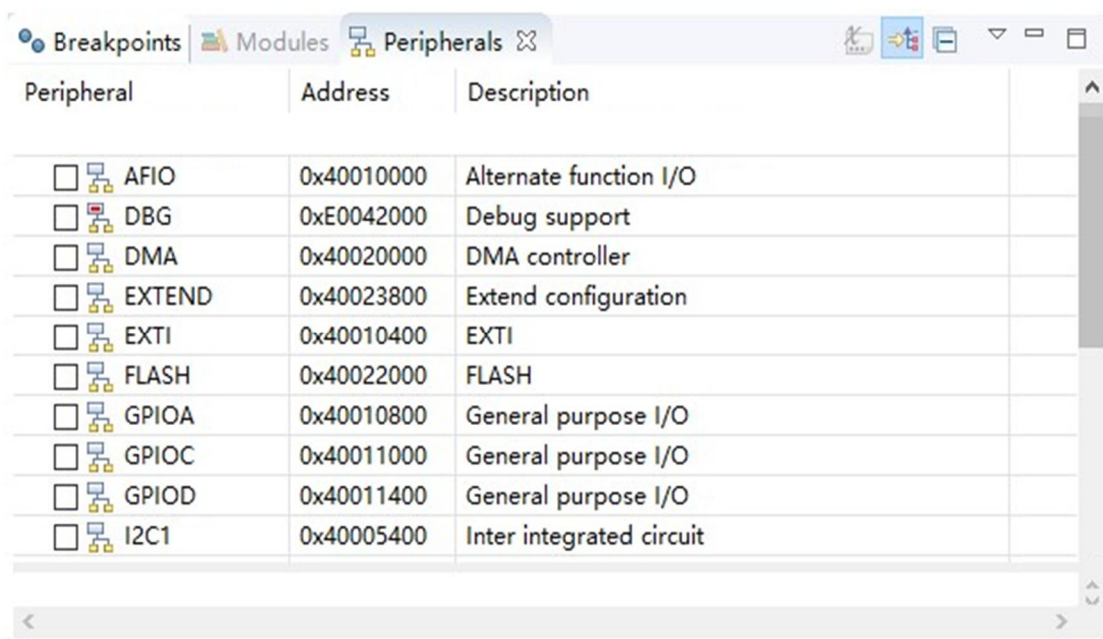 Breakpoints Modules Peripherals
Peripheral Address Description
AFIO 0x40010000 Alternate function I/O
DBG 0xE0042000 Debug support
DMA 0x40020000 DMA controller
EXTEND 0x40023800 Extend configuration
EXTI 0x40010400 EXTI
FLASH 0x40022000 FLASH
GPIOA 0x40010800 General purpose I/O
GPIOC 0x40011000 General purpose I/O
GPIOD 0x40011400 General purpose I/O
I2C1 0x40005400 Inter integrated circuit